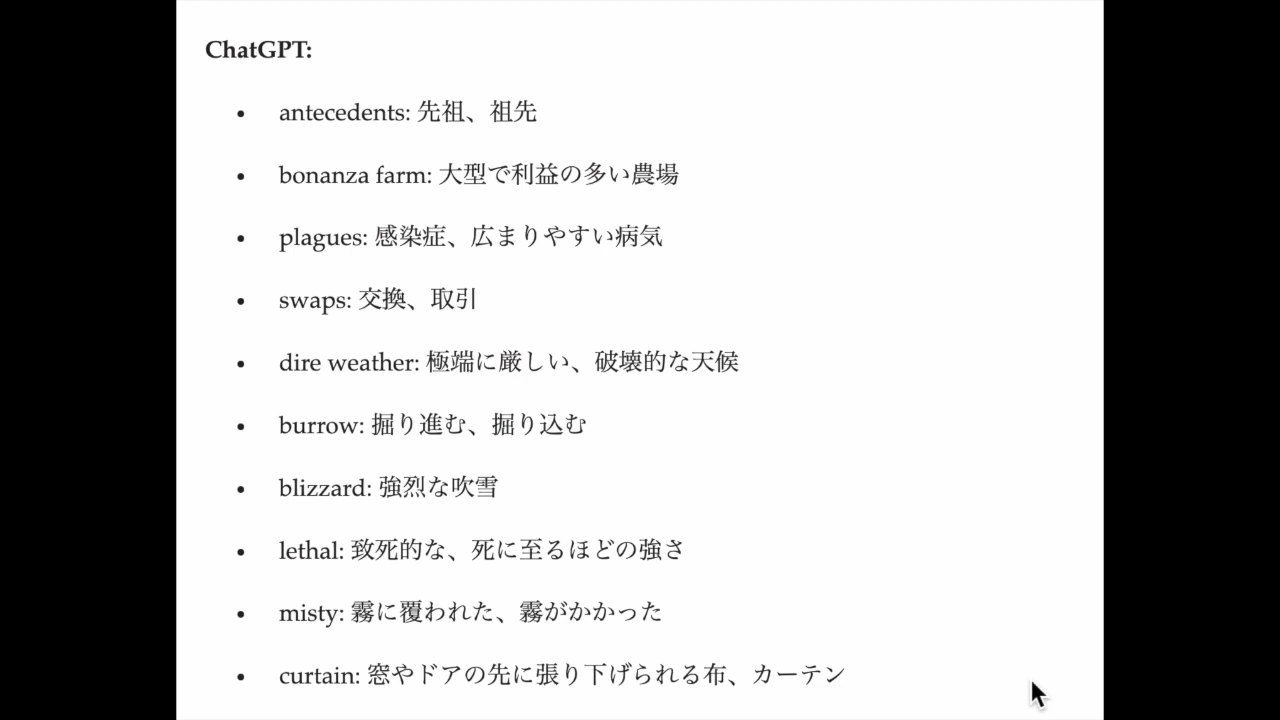 ChatGPT:
• antecedents: 先祖、祖先
• bonanza farm: 大型で利益の多い農場
• plagues: 感染症、広まりやすい病気
• swaps: 交換、取引
• dire weather: 極端に厳しい、破壊的な天候
• burrow: 掘り進む、掘り込む
• blizzard: 強烈な吹雪
• lethal: 致死的な、死に至るほどの強さ
• misty: 霧に覆われた、霧がかかった
• curtain: 窓やドアの先に張り下げられる布、カーテン